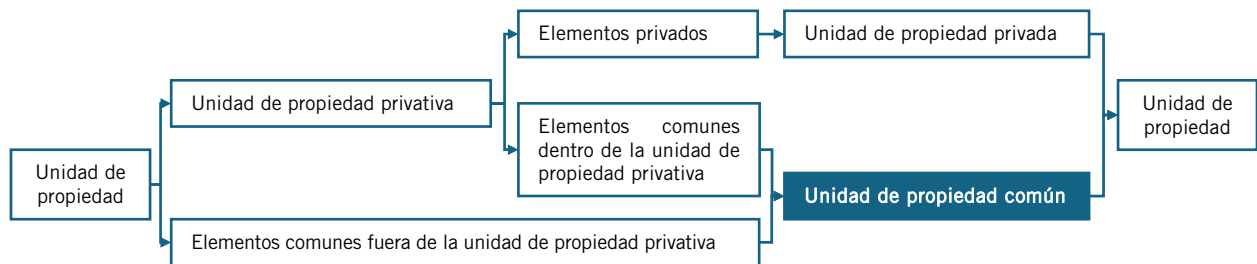 Elementos privados
Unidad de propiedad privada
Unidad de propiedad privativa
Unidad de
propiedad
Elementos comunes
dentro de la unidad de
propiedad privativa
Unidad de
propiedad
Unidad de propiedad común
Elementos comunes fuera de la unidad de propiedad privativa